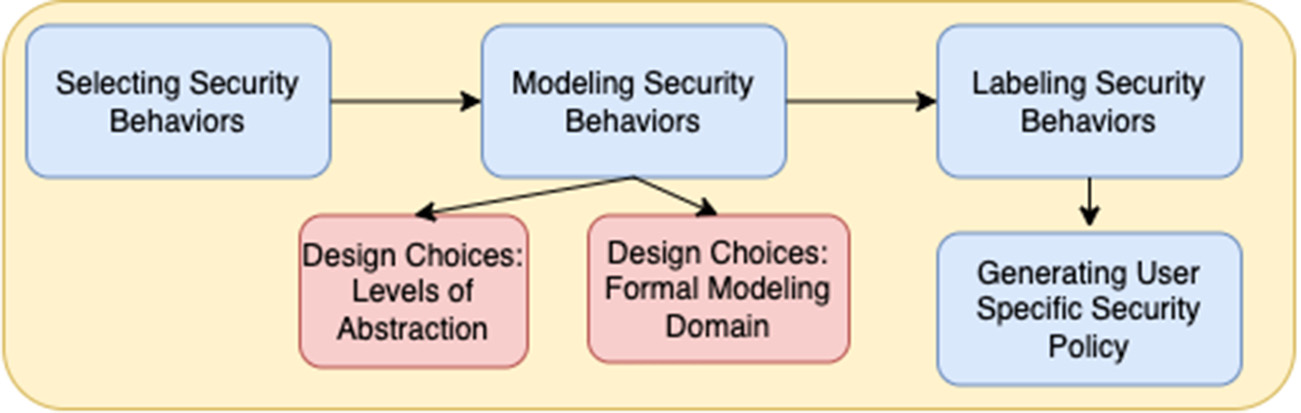 Selecting Security
Behaviors
Modeling Security
Behaviors
Labeling Security
Behaviors
Design Choices:
Levels of
Abstraction
Design Choices:
Formal Modeling
Domain
Generating User
Specific Security
Policy